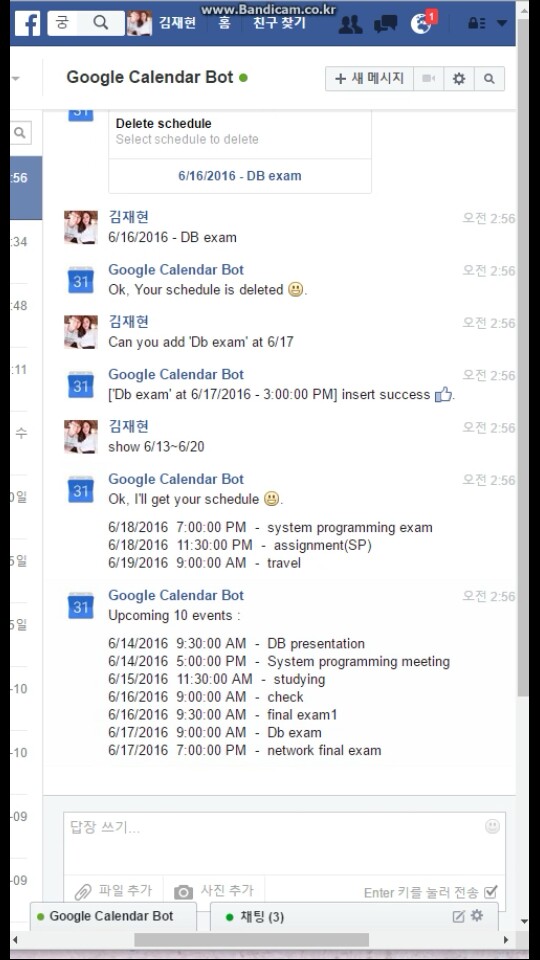 www.Bandicam.co.kr
f 궁 김재현 홈 친구 찾기 1
Google Calendar Bot
+ 새 메시지
31
Delete schedule
Select schedule to delete
6/16/2016 - DB exam
:56
김재현 오전 2:56
6/16/2016 - DB exam
:34
31
Google Calendar Bot 오전 2:56
Ok, Your schedule is deleted.
:48
김재현 오전 2:56
Can you add 'Db exam' at 6/17
:11
31
Google Calendar Bot 오전 2:56
['Db exam' at 6/17/2016 - 3:00:00 PM] insert success.
수
김재현 오전 2:56
show 6/13~6/20
31
Google Calendar Bot 오전 2:56
Ok, I'll get your schedule.
6/18/2016 7:00:00 PM - system programming exam
6/18/2016 11:30:00 PM - assignment(SP)
6/19/2016 9:00:00 AM - travel
31
Google Calendar Bot 오전 2:56
Upcoming 10 events :
6/14/2016 9:30:00 AM - DB presentation
6/14/2016 5:00:00 PM - System programming meeting
6/15/2016 11:30:00 AM - studying
6/16/2016 9:00:00 AM - check
6/16/2016 9:30:00 AM - final exam1
6/17/2016 9:00:00 AM - Db exam
6/17/2016 7:00:00 PM - network final exam
-10
-10
-09
-09
답장 쓰기...
파일 추가 사진 추가 Enter 키를 눌러 전송
Google Calendar Bot
채팅 (3)